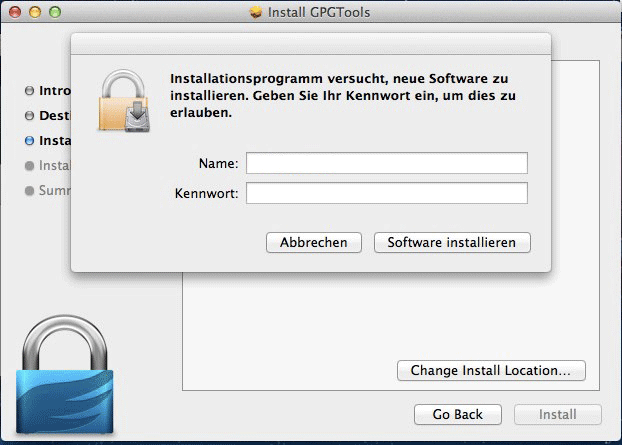 Install GPGTools
Installationsprogramm versucht, neue Software zu
installieren. Geben Sie Ihr Kennwort ein, um dies zu
erlauben.
Name:
Kennwort:
Abbrechen
Software installieren
Intro
Desti
Insta
Instal
Summ
Change Install Location...
Go Back
Install